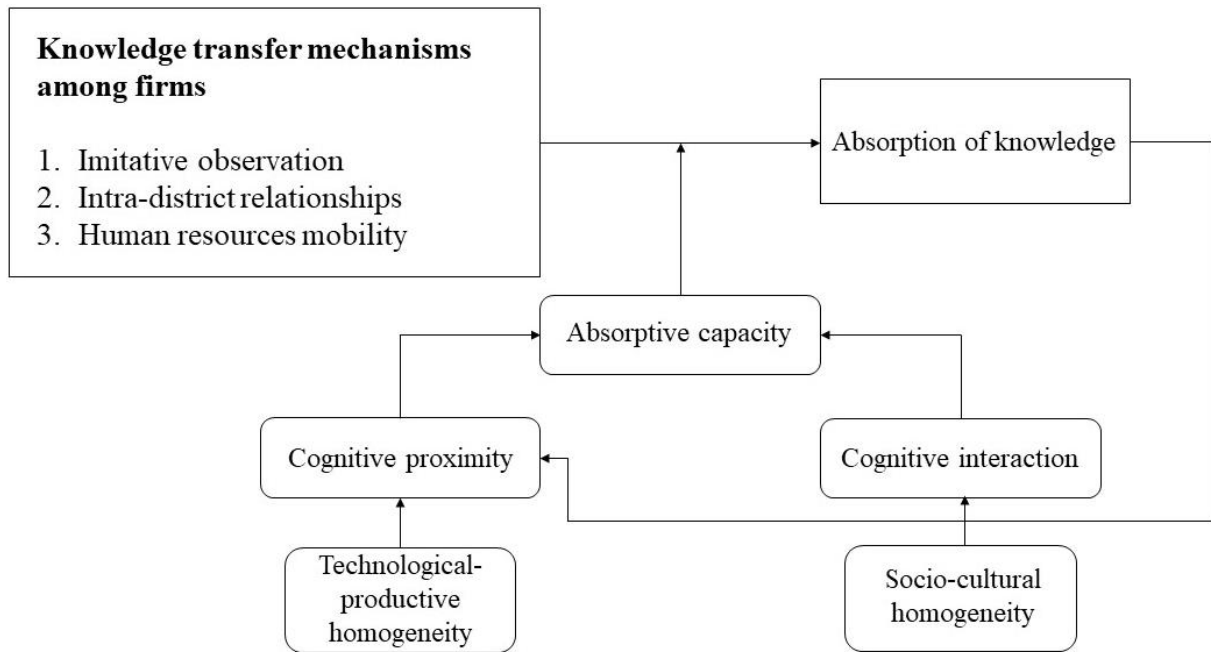 Knowledge transfer mechanisms
among firms
1. Imitative observation
2. Intra-district relationships
3. Human resources mobility
Absorption of knowledge
Absorptive capacity
Cognitive proximity
Cognitive interaction
Technological-
productive
homogeneity
Socio-cultural
homogeneity